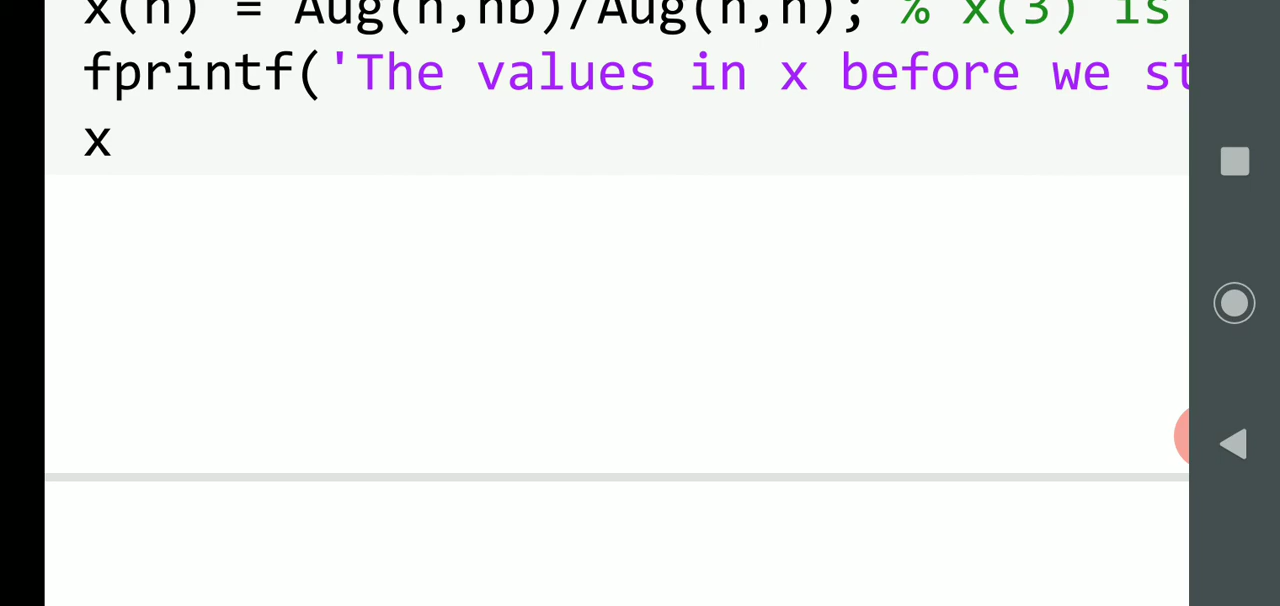 x(n) = Aug(n,nb)/Aug(n,n); % x(3) is
fprintf('The values in x before we st
x